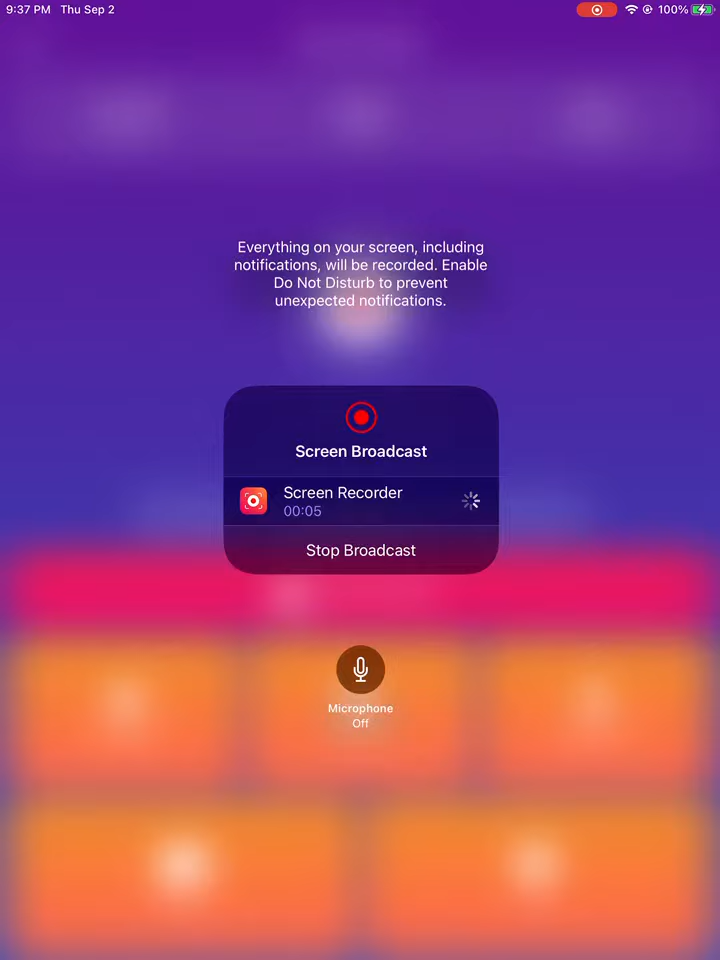 9:37 PM Thu Sep 2
100%
Everything on your screen, including
notifications, will be recorded. Enable
Do Not Disturb to prevent
unexpected notifications.
Screen Broadcast
Screen Recorder
00:05
Stop Broadcast
Microphone
Off